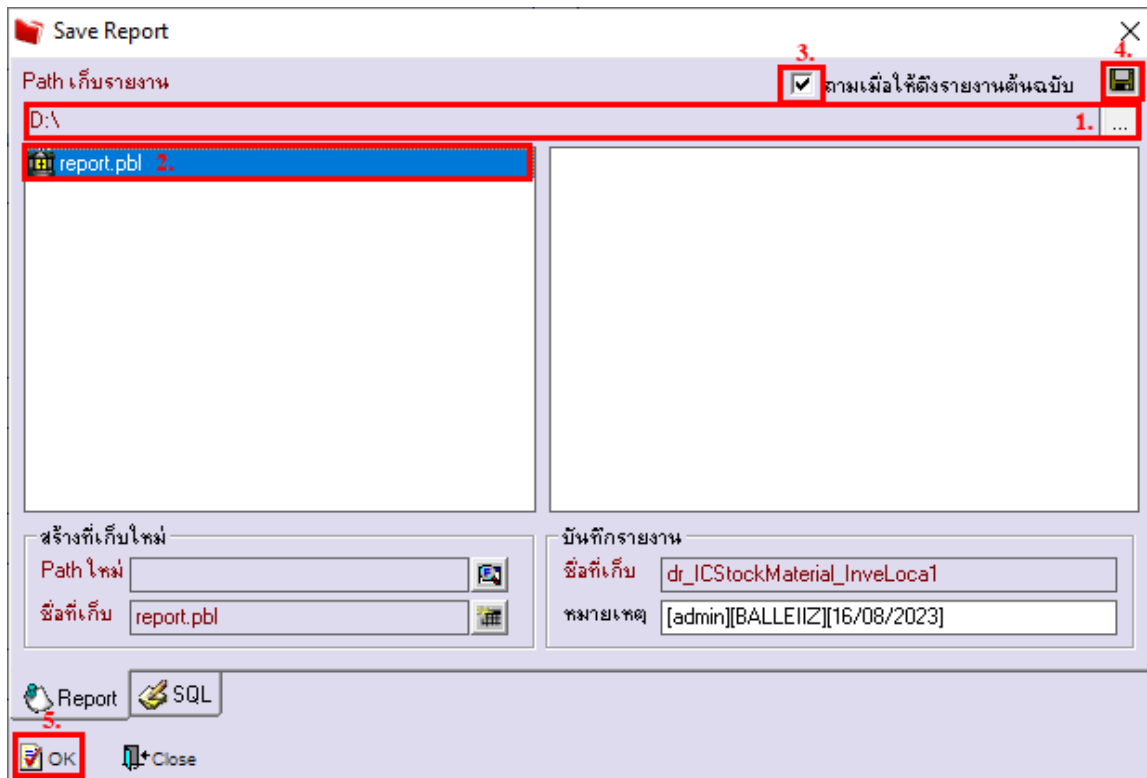 Save Report
3.
4.
Path เก็บรายงาน
ถามเมื่อให้ดึงรายงานต้นฉบับ
D:\
1.
...
report.pbl
2.
สร้างที่เก็บใหม่
Path ใหม่
ชื่อที่เก็บ
report.pbl
บันทึกรายงาน
ชื่อที่เก็บ
dr_ICStockMaterial_InveLoca1
หมายเหตุ
[admin][BALLEIIZ][16/08/2023]
Report
SQL
5.
OK
Close